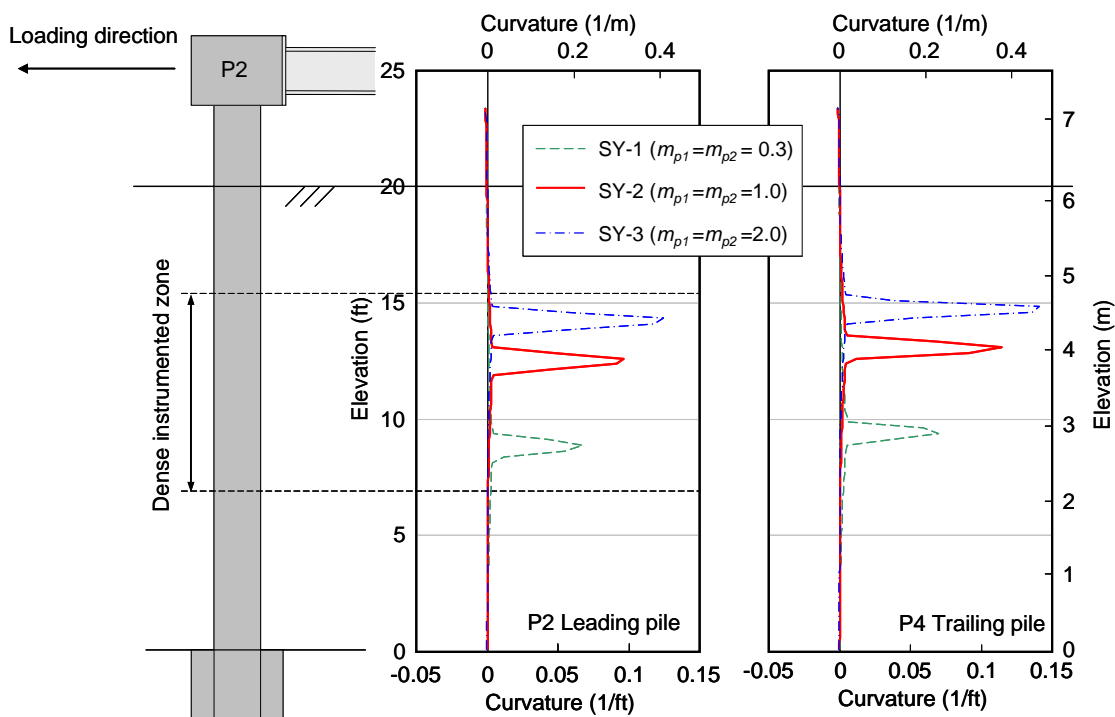 Loading direction
P2
Dense instrumented zone
Curvature (1/m)
0 0.2 0.4
Curvature (1/m)
0 0.2 0.4
Elevation (ft)
25
20
15
10
5
0
SY-1 (mp1=mp2= 0.3)
SY-2 (mp1=mp2=1.0)
SY-3 (mp1=mp2=2.0)
7
6
5
4
3
2
1
0
Elevation (m)
P2 Leading pile
P4 Trailing pile
-0.05 0 0.05 0.1 0.15
Curvature (1/ft)
-0.05 0 0.05 0.1 0.15
Curvature (1/ft)